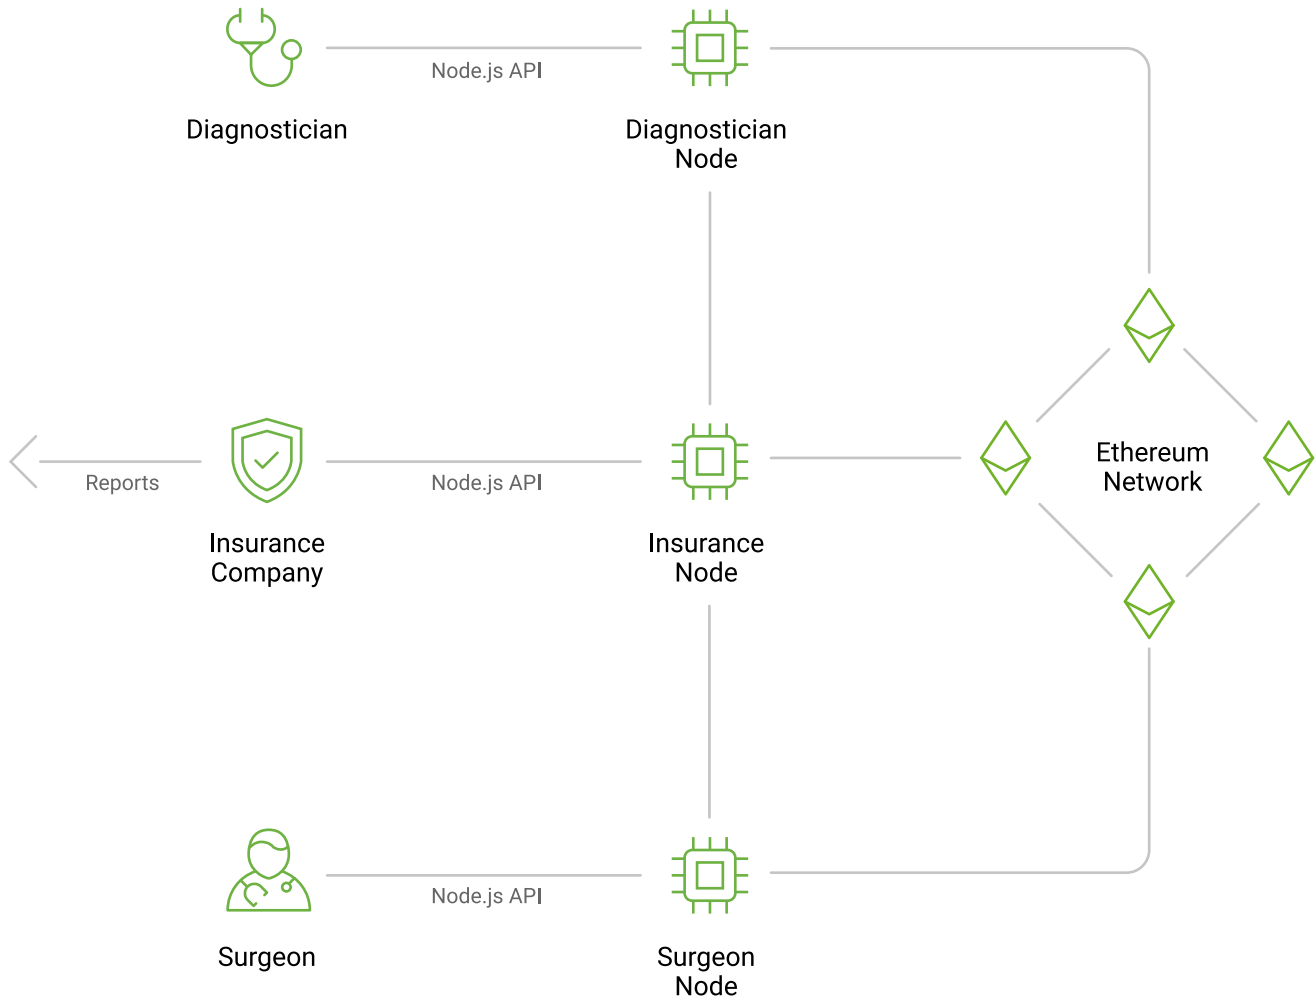 Node.js API
Diagnostician
Diagnostician
Node
Ethereum
Network
Reports
Node.js API
Insurance
Company
Insurance
Node
Node.js API
Surgeon
Surgeon
Node